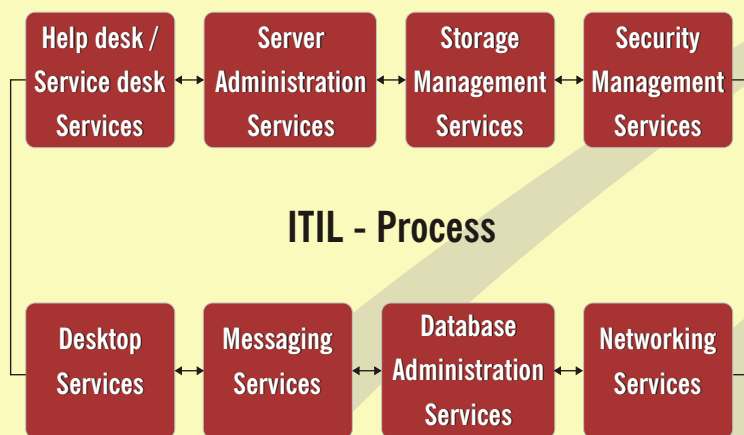 Help desk /
Service desk
Services
Server
Administration
Services
Storage
Management
Services
Security
Management
Services
ITIL - Process
Desktop
Services
Messaging
Services
Database
Administration
Services
Networking
Services